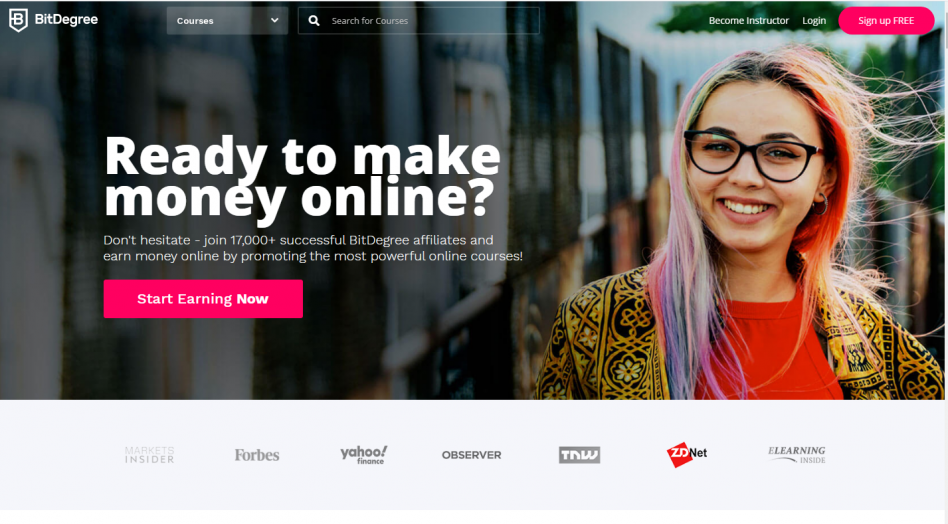 BitDegree
Courses
Search for Courses
Become Instructor
Login
Sign up FREE
Ready to make
money online?
Don't hesitate - join 17,000+ successful BitDegree affiliates and
earn money online by promoting the most powerful online courses!
Start Earning Now
MARKETS
INSIDER
Forbes
yahoo!
finance
OBSERVER
TNW
ZDNet
ELEARNING
INSIDE